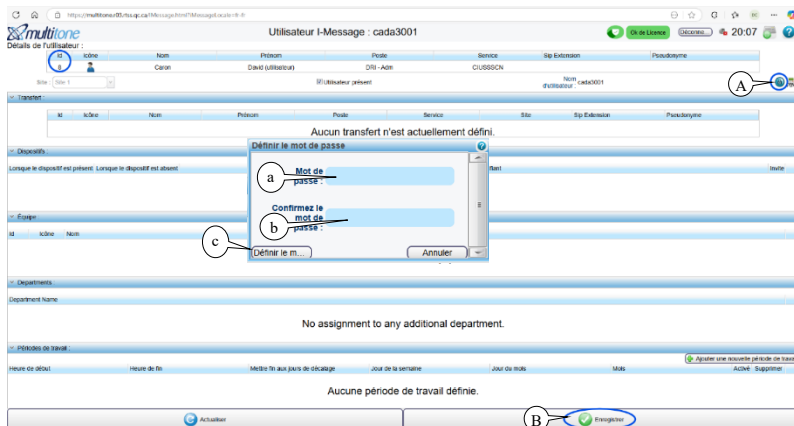 https://multitonesr01.rtss.qc.ca/IMessage.html?IMessageLocale=fr-fr
multitone
Utilisateur I-Message : cada3001
Ok de Licence
Déconne...
20:07
Détails de l'utilisateur :
Id Icône Nom Prénom Poste Service Sip Extension Pseudonyme
8 Caron David (utilisateur) DRI - Adm CIUSSSCN
Site : Site 1 Utilisateur présent Nom d'utilisateur : cada3001
A
Transfert :
Id Icône Nom Prénom Poste Service Site Sip Extension Pseudonyme
Aucun transfert n'est actuellement défini.
Dispositifs :
Lorsque le dispositif est présent Lorsque le dispositif est absent
Invite
Définir le mot de passe
a
Mot de passe :
b
Confirmez le mot de passe :
c
Définir le m...
Annuler
Équipe
Id Icône Nom
Departments
Department Name
No assignment to any additional department.
Périodes de travail :
Ajouter une nouvelle période de trava
Heure de début Heure de fin Mettre fin aux jours de décalage Jour de la semaine Jour du mois Mois Activé Supprimer
Aucune période de travail définie.
Actualiser
B
Enregistrer